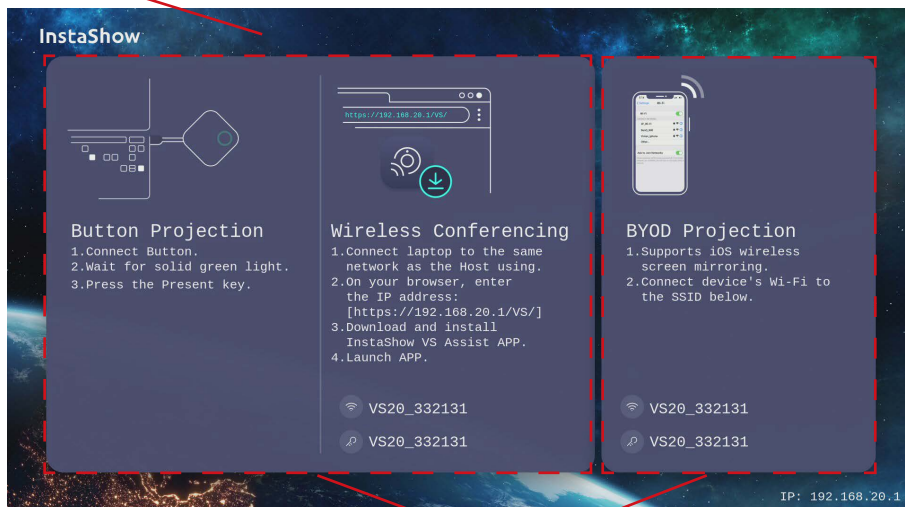 InstaShow
https://192.168.20.1/VS/
Button Projection
1.Connect Button.
2.Wait for solid green light.
3.Press the Present key.
Wireless Conferencing
1.Connect laptop to the same
network as the Host using.
2.On your browser, enter
the IP address:
[https://192.168.20.1/VS/]
3.Download and install
InstaShow VS Assist APP.
4.Launch APP.
VS20_332131
VS20_332131
BYOD Projection
1.Supports iOS wireless
screen mirroring.
2.Connect device's Wi-Fi to
the SSID below.
VS20_332131
VS20_332131
IP: 192.168.20.1